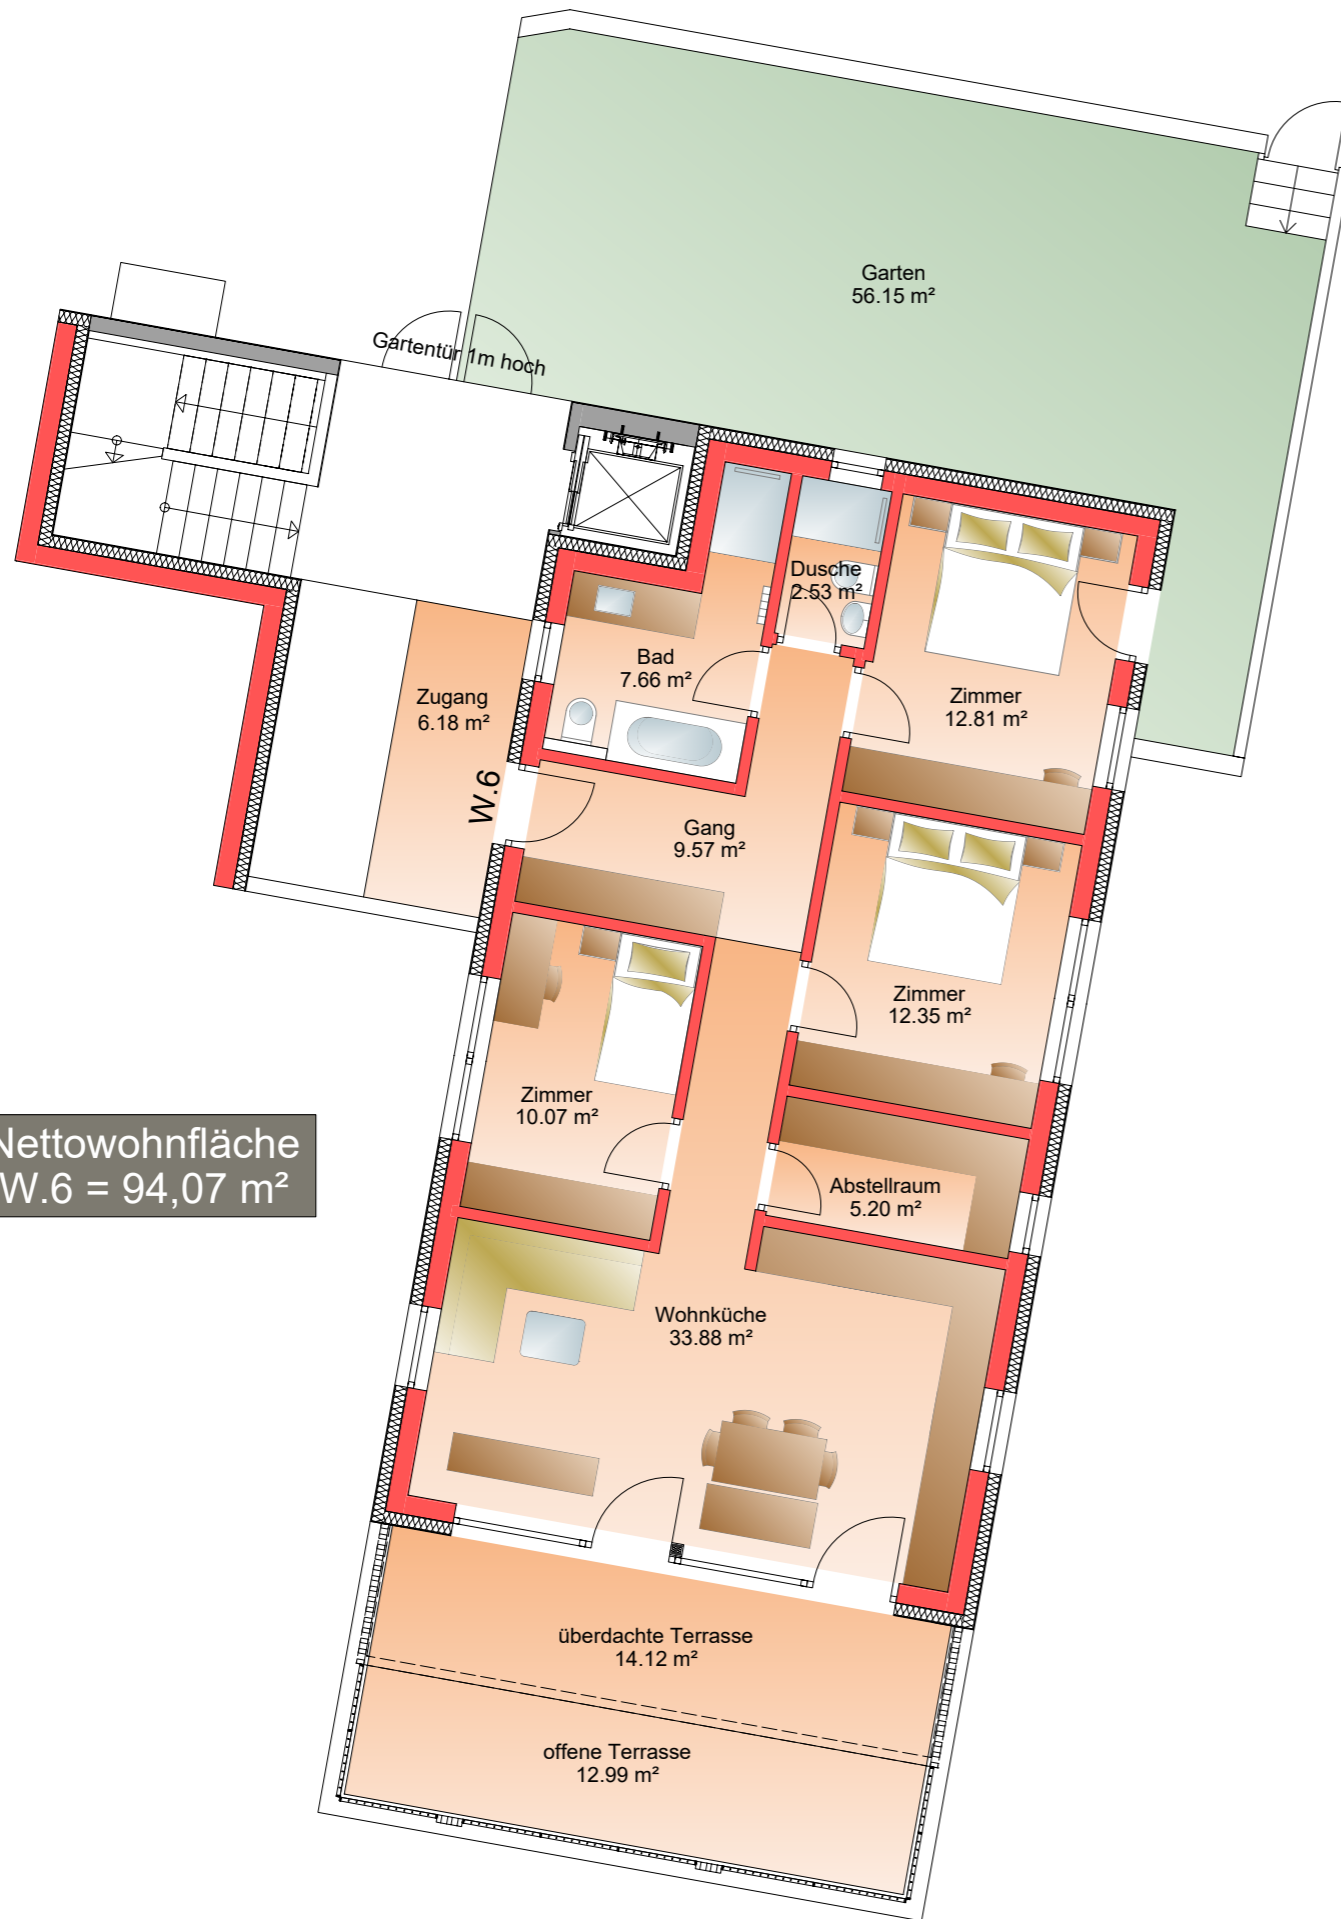 Garten
56.15 m²
Gartentür 1m hoch
Dusche
2.53 m²
Bad
7.66 m²
Zugang
6.18 m²
Zimmer
12.81 m²
W.6
Gang
9.57 m²
Zimmer
12.35 m²
Zimmer
10.07 m²
Nettowohnfläche
W.6 = 94,07 m²
Abstellraum
5.20 m²
Wohnküche
33.88 m²
überdachte Terrasse
14.12 m²
offene Terrasse
12.99 m²